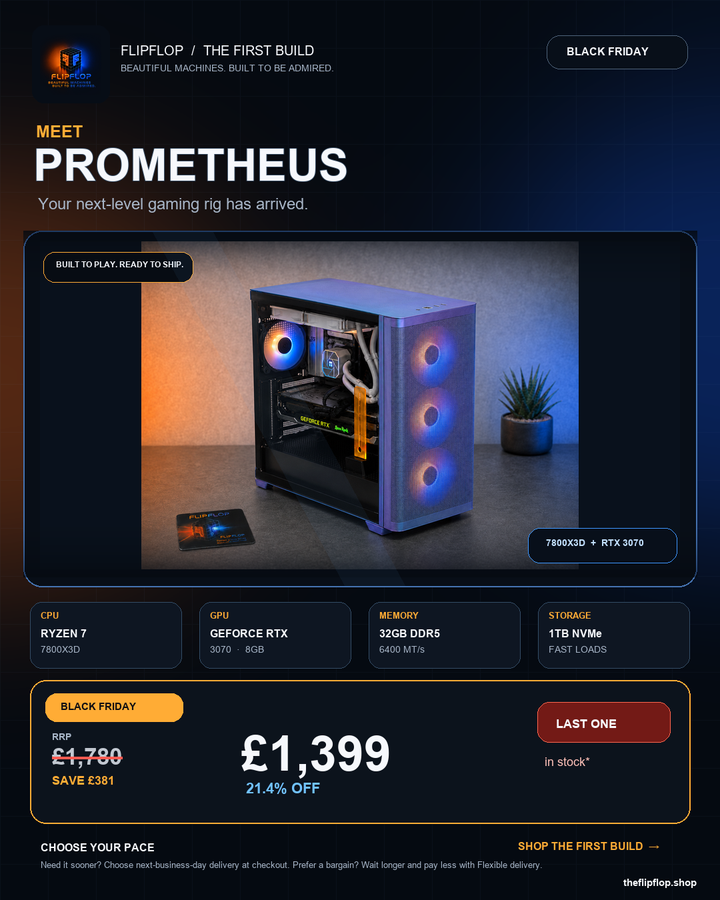 FLIPFLOP
FLIPFLOP / THE FIRST BUILD
BEAUTIFUL MACHINES. BUILT TO BE ADMIRED.
BLACK FRIDAY
MEET
PROMETHEUS
Your next-level gaming rig has arrived.
BUILT TO PLAY. READY TO SHIP.
GEFORCE RTX
FLIPFLOP
7800X3D + RTX 3070
CPU
RYZEN 7
7800X3D
GPU
GEFORCE RTX
3070 · 8GB
MEMORY
32GB DDR5
6400 MT/s
STORAGE
1TB NVMe
FAST LOADS
BLACK FRIDAY
RRP
£1,780
SAVE £381
£1,399
21.4% OFF
LAST ONE
in stock*
CHOOSE YOUR PACE
SHOP THE FIRST BUILD →
Need it sooner? Choose next-business-day delivery at checkout. Prefer a bargain? Wait longer and pay less with Flexible delivery.
theflipflop.shop